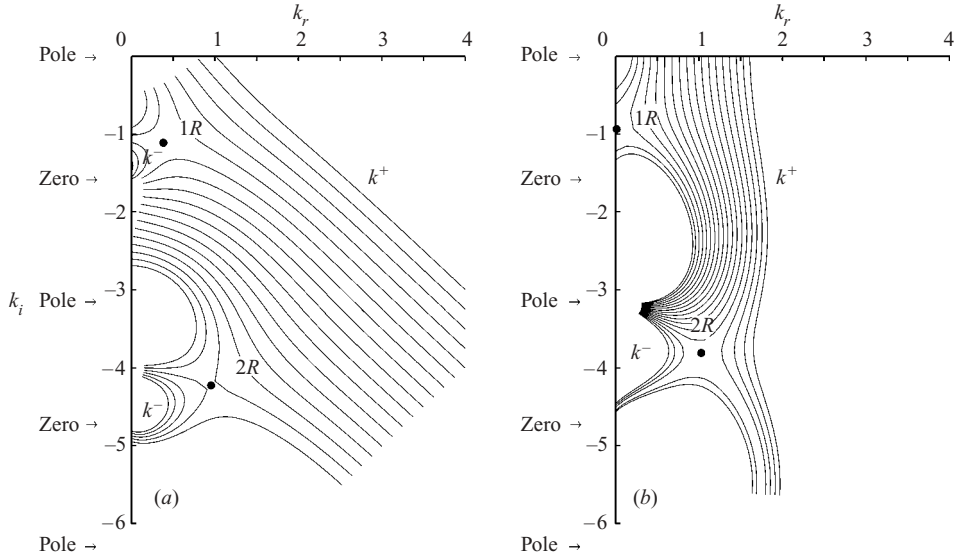 k_r
k_r
Pole → 0 1 2 3 4
Pole → 0 1 2 3 4
−1
1R
k⁻
Zero →
k⁺
−2
k_i
Pole →
−3
2R
−4
k⁻
Zero →
−5
(a)
−6
Pole →
−1
1R
Zero →
k⁺
−2
Pole →
−3
2R
k⁻
−4
Zero →
−5
(b)
−6
Pole →